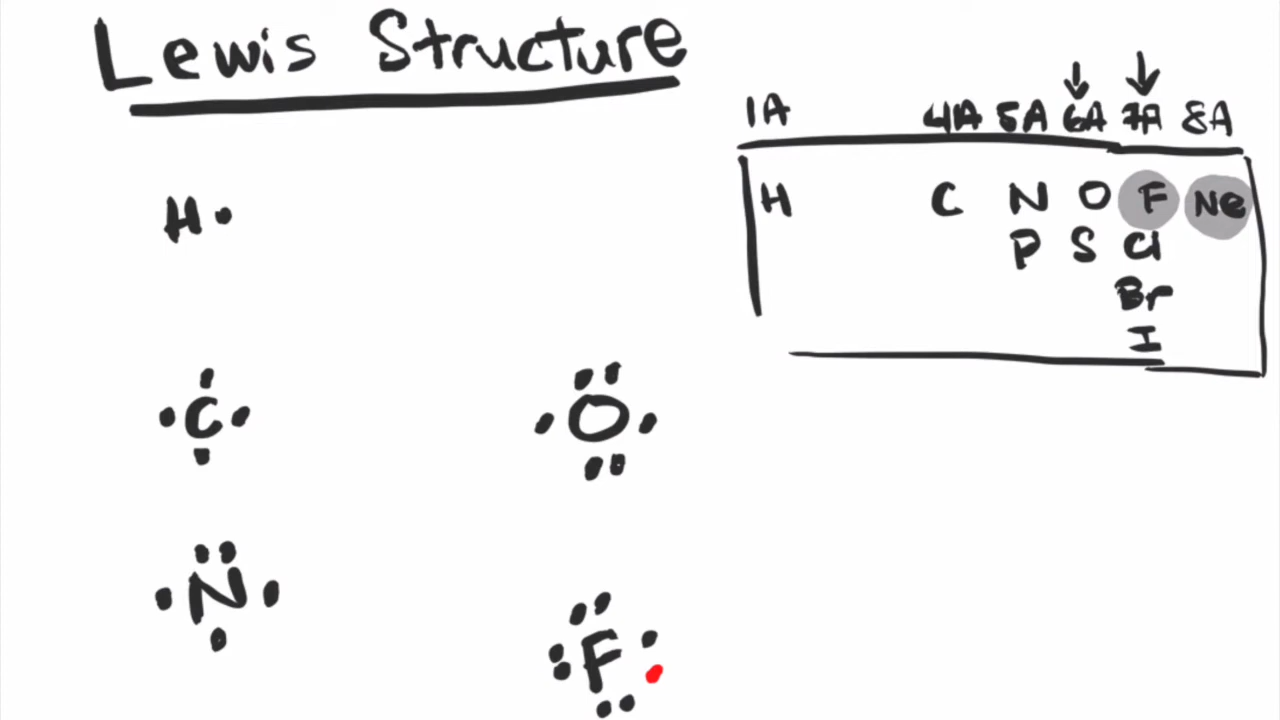 Lewis Structure
1A 4A 5A 6A 7A 8A
H C N O F Ne
P S Cl
Br
I
H
C
O
N
F